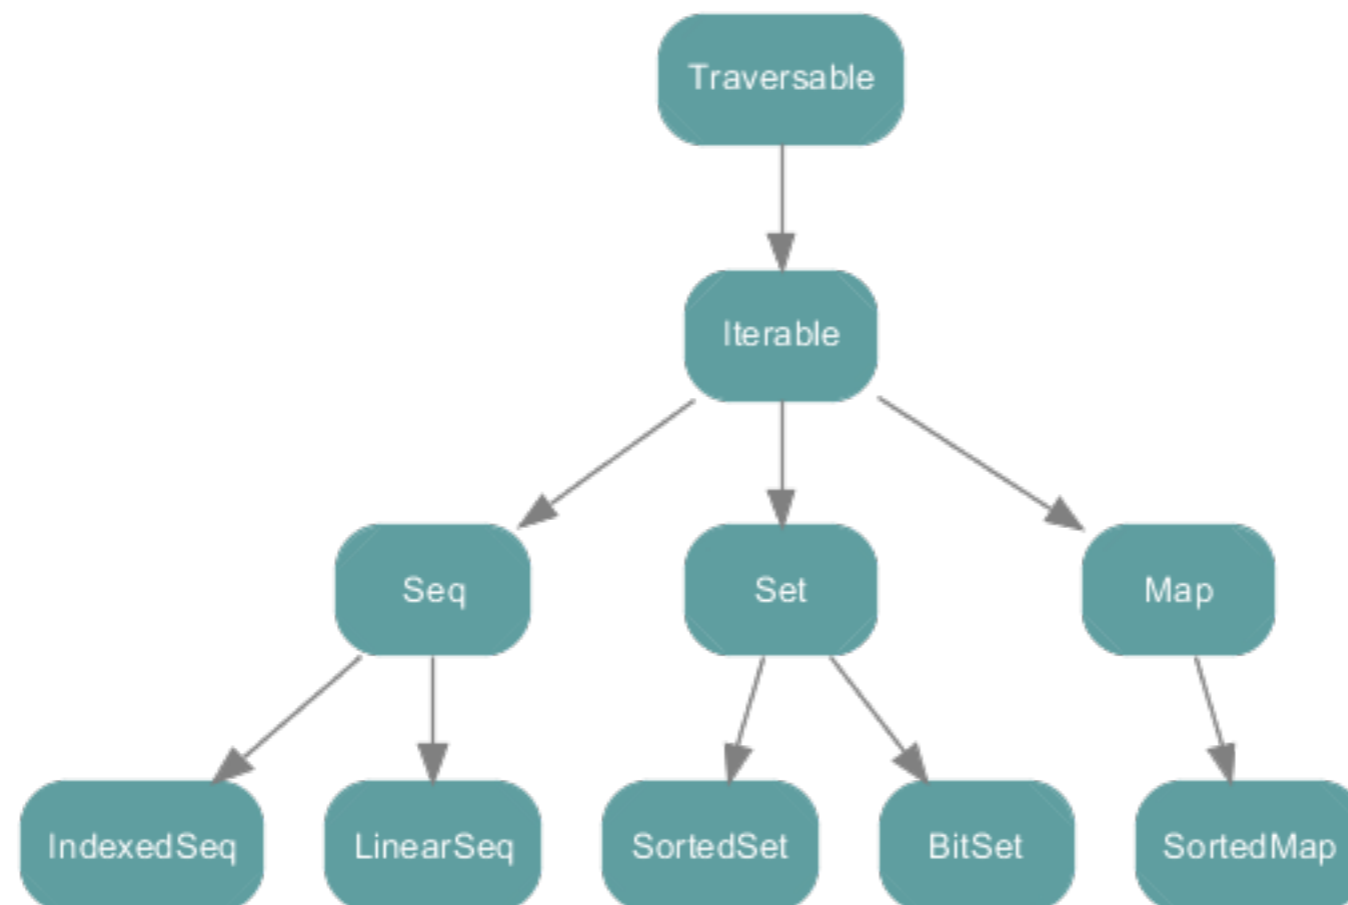 Traversable
Iterable
Seq
Set
Map
IndexedSeq
LinearSeq
SortedSet
BitSet
SortedMap